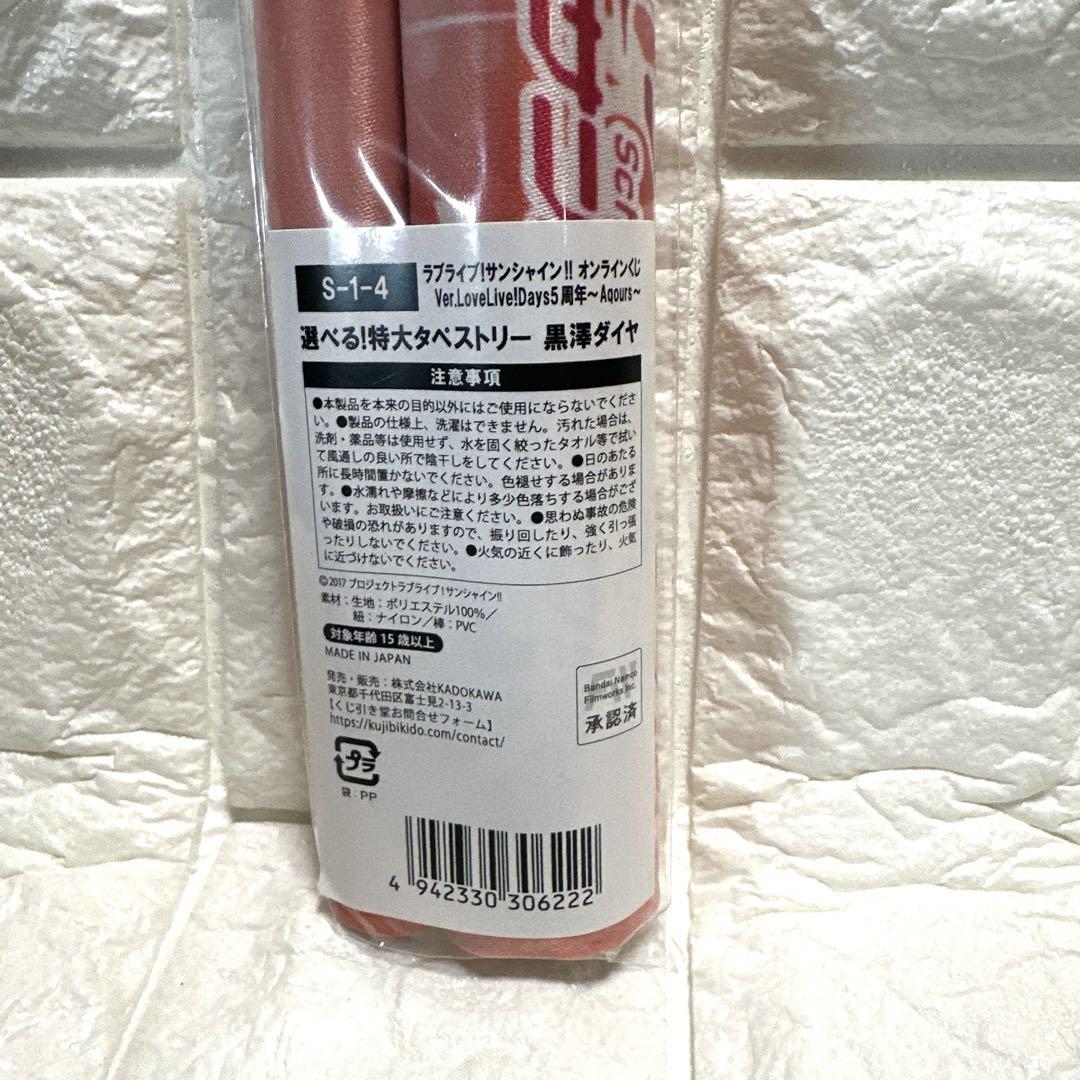 サ
Sc
S-1-4
ラブライブ!サンシャイン!! オンラインくじ
Ver.LoveLive!Days5周年~Aqours~
選べる!特大タペストリー 黒澤ダイヤ
注意事項
●本製品を本来の目的以外にはご使用にならないでくださ
い。●製品の仕様上、洗濯はできません。汚れた場合は、
洗剤・薬品等は使用せず、水を固く絞ったタオル等で拭い
て風通しの良い所で陰干しをしてください。●日のあたる
所に長時間置かないでください。色褪せする場合がありま
す。●水濡れや摩擦などにより多少色落ちする場合がござ
います。お取扱いにご注意ください。●思わぬ事故の危険
や破損の恐れがありますので、振り回したり、強く引っ張
ったりしないでください。●火気の近くに飾ったり、火気
に近づけないでください。
©2017 プロジェクトラブライブ!サンシャイン!!
素材:生地:ポリエステル100%/
紐:ナイロン/棒:PVC
対象年齢15歳以上
MADE IN JAPAN
発売・販売:株式会社KADOKAWA
東京都千代田区富士見2-13-3
【くじ引き堂お問合せフォーム】
https://kujibikido.com/contact/
Bandai Namco
Filmworks Inc.
承認済
プラ
袋:PP
4 942330 306222